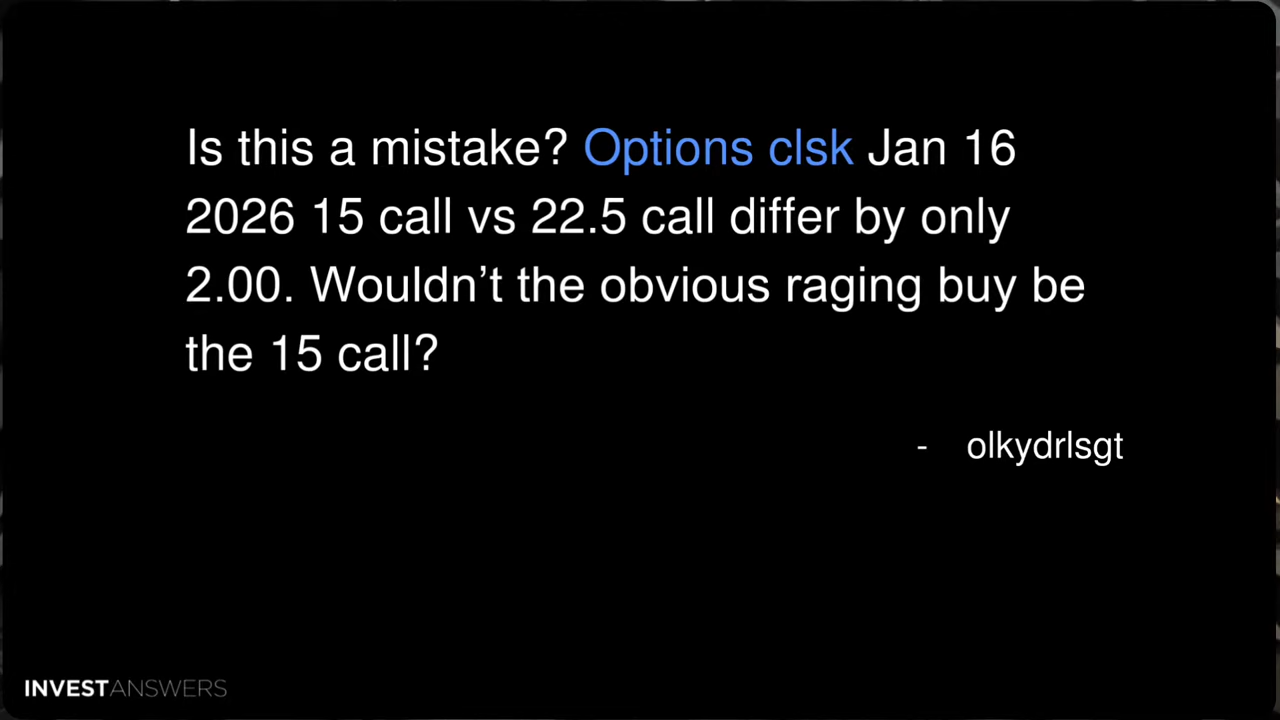 Is this a mistake? Options clsk Jan 16
2026 15 call vs 22.5 call differ by only
2.00. Wouldn’t the obvious raging buy be
the 15 call?
- olkydrlsgt
INVESTANSWERS